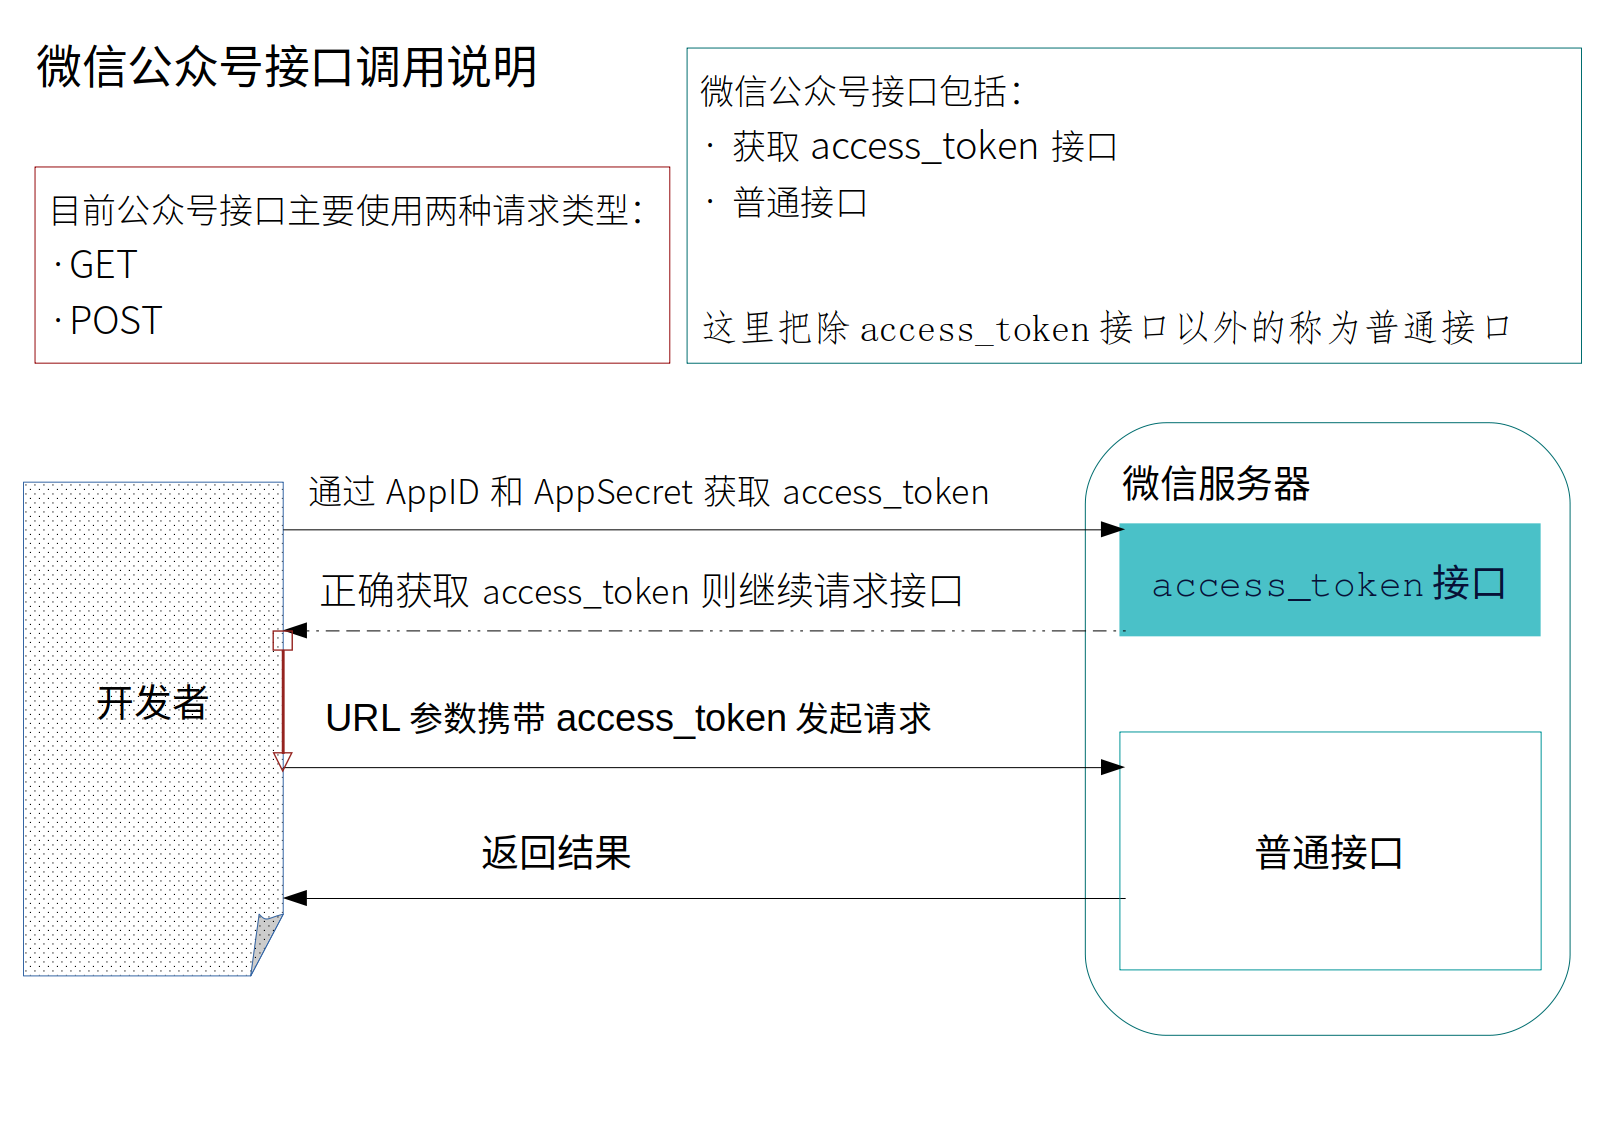 微信公众号接口调用说明
目前公众号接口主要使用两种请求类型：
·GET
·POST
微信公众号接口包括：
· 获取 access_token 接口
· 普通接口
这里把除 access_token 接口以外的称为普通接口
通过 AppID 和 AppSecret 获取 access_token
微信服务器
access_token 接口
正确获取 access_token 则继续请求接口
开发者
URL 参数携带 access_token 发起请求
返回结果
普通接口